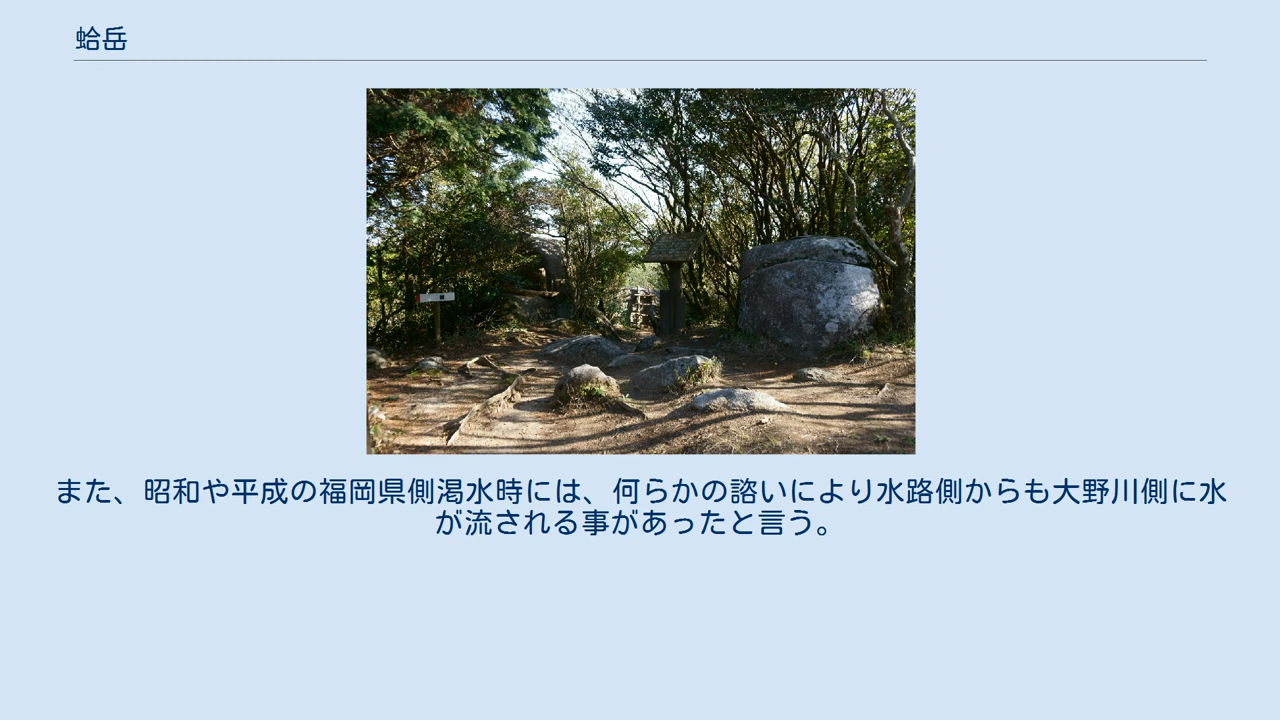 蛤岳
また、昭和や平成の福岡県側渇水時には、何らかの諮いにより水路側からも大野川側に水
が流される事があったと言う。